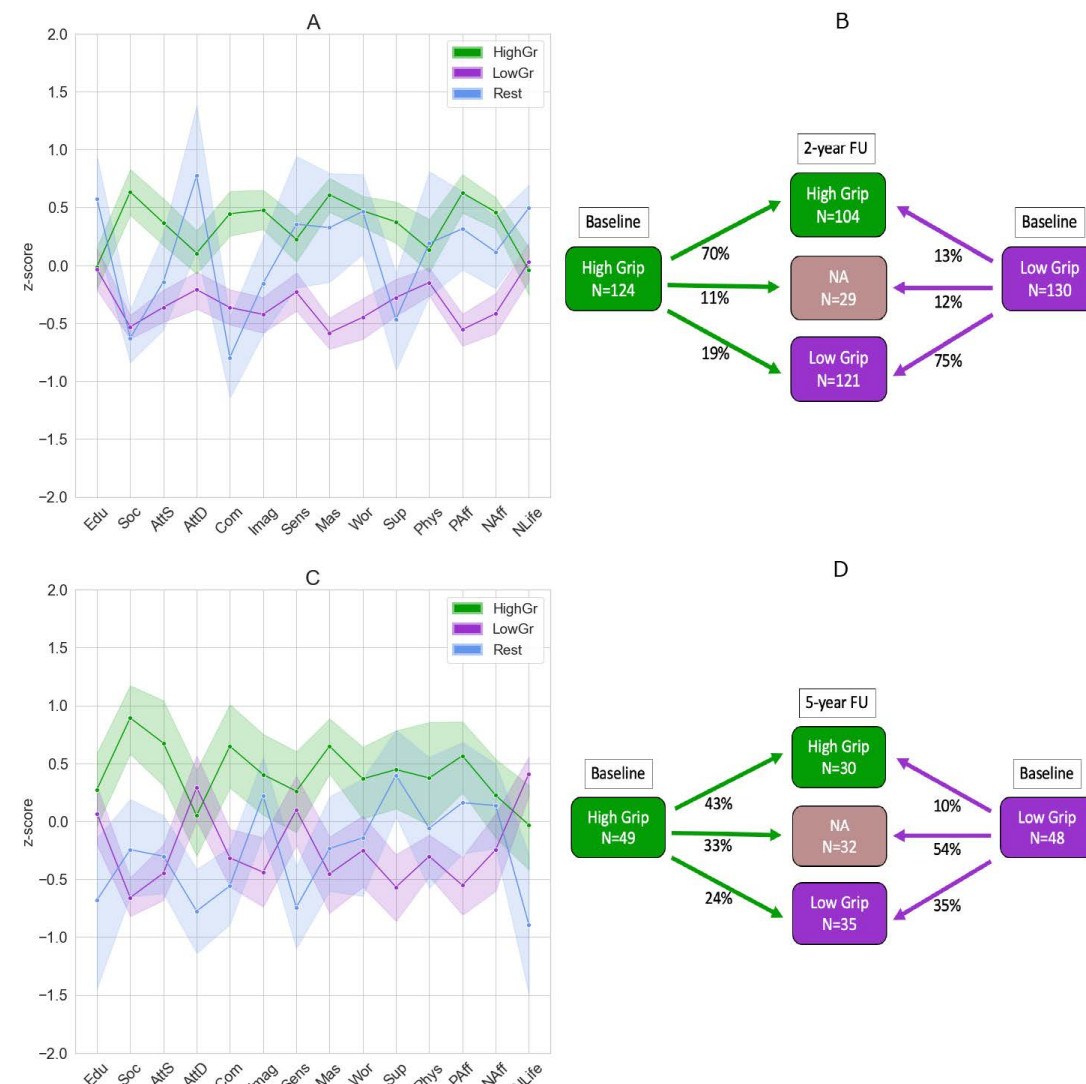 A
2.0
1.5
1.0
0.5
0.0
−0.5
−1.0
−1.5
−2.0
z-score
HighGr
LowGr
Rest
Edu
Soc
AttS
AttD
Com
Imag
Sens
Mas
Wor
Sup
Phys
PAff
NAff
NLife
B
2-year FU
Baseline
High Grip
N=124
70%
11%
19%
High Grip
N=104
NA
N=29
Low Grip
N=121
13%
12%
75%
Baseline
Low Grip
N=130
C
2.0
1.5
1.0
0.5
0.0
−0.5
−1.0
−1.5
−2.0
z-score
HighGr
LowGr
Rest
Edu
Soc
AttS
AttD
Com
Imag
Sens
Mas
Wor
Sup
Phys
PAff
NAff
NLife
D
5-year FU
Baseline
High Grip
N=49
43%
33%
24%
High Grip
N=30
NA
N=32
Low Grip
N=35
10%
54%
35%
Baseline
Low Grip
N=48